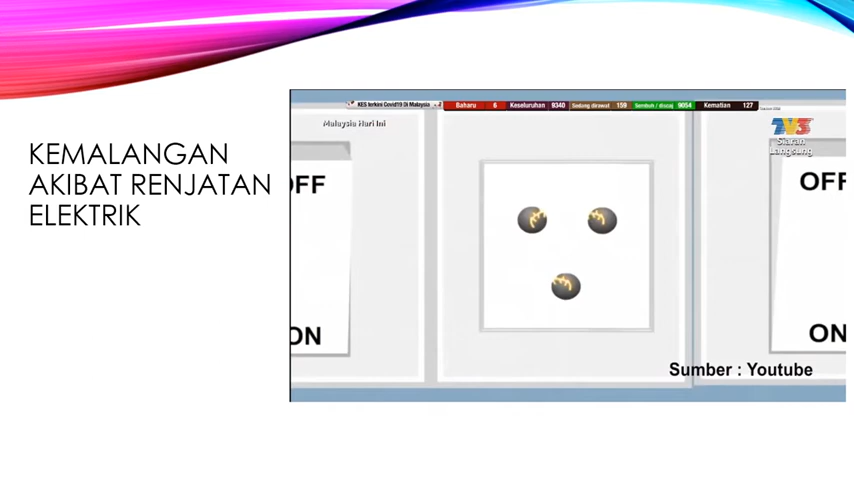 KEMALANGAN
AKIBAT RENJATAN
ELEKTRIK
KES terkini Covid19 Di Malaysia
Baharu 6 Keseluruhan 9340 Sedang dirawat 159 Sembuh / discaj 9054 Kematian 127
Malaysia Hari Ini
TV3
Siaran
Langsung
OFF
OFF
ON
ON
Sumber : Youtube